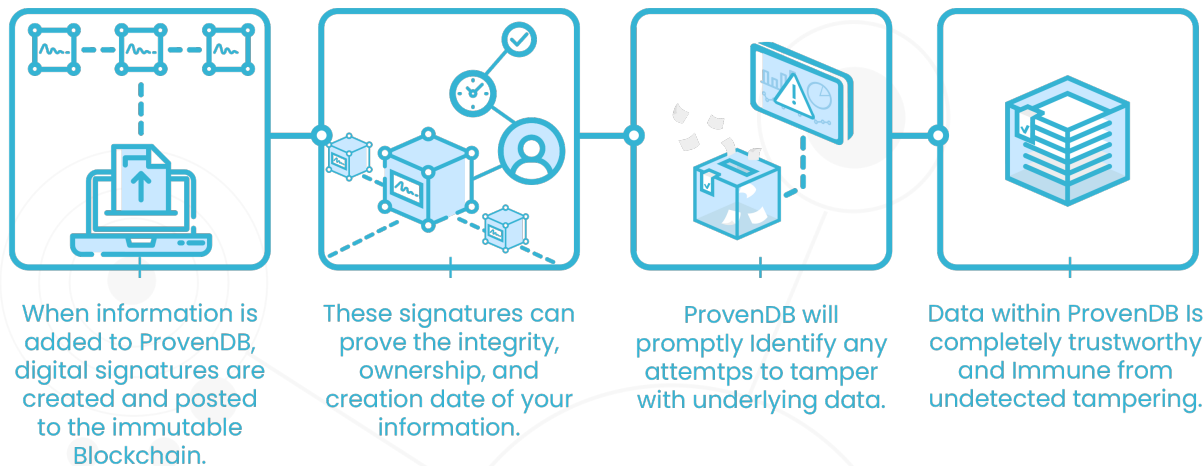 When information is
added to ProvenDB,
digital signatures are
created and posted
to the immutable
Blockchain.
These signatures can
prove the integrity,
ownership, and
creation date of your
information.
ProvenDB will
promptly Identify any
attemtps to tamper
with underlying data.
Data within ProvenDB Is
completely trustworthy
and Immune from
undetected tampering.